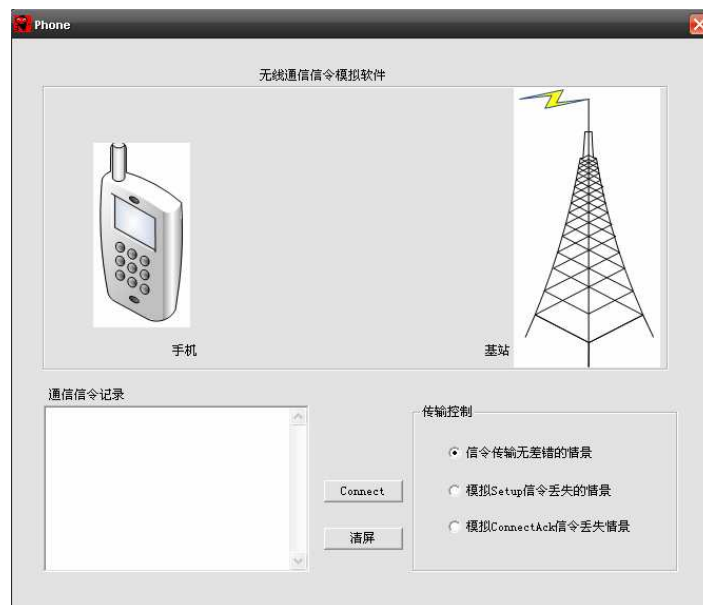 Phone
无线通信信令模拟软件
手机
基站
通信信令记录
传输控制
信令传输无差错的情景
Connect
模拟Setup信令丢失的情景
清屏
模拟ConnectAck信令丢失情景